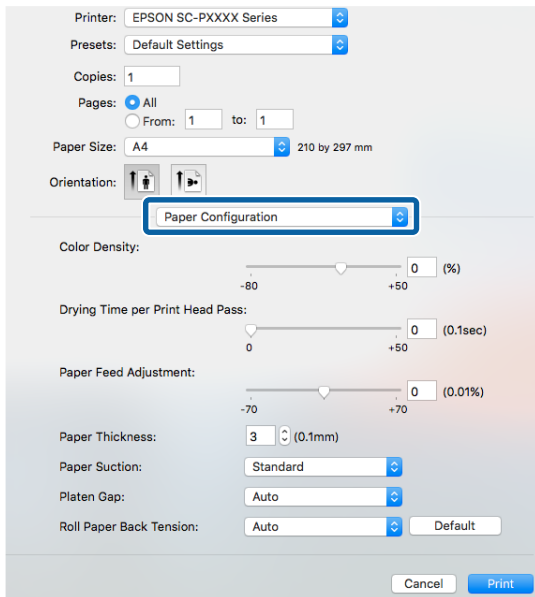 Printer: EPSON SC-PXXXX Series
Presets: Default Settings
Copies: 1
Pages: All
From: 1 to: 1
Paper Size: A4 210 by 297 mm
Orientation:
Paper Configuration
Color Density:
0 (%)
-80 +50
Drying Time per Print Head Pass:
0 (0.1sec)
0 +50
Paper Feed Adjustment:
0 (0.01%)
-70 +70
Paper Thickness: 3 (0.1mm)
Paper Suction: Standard
Platen Gap: Auto
Roll Paper Back Tension: Auto Default
Cancel Print